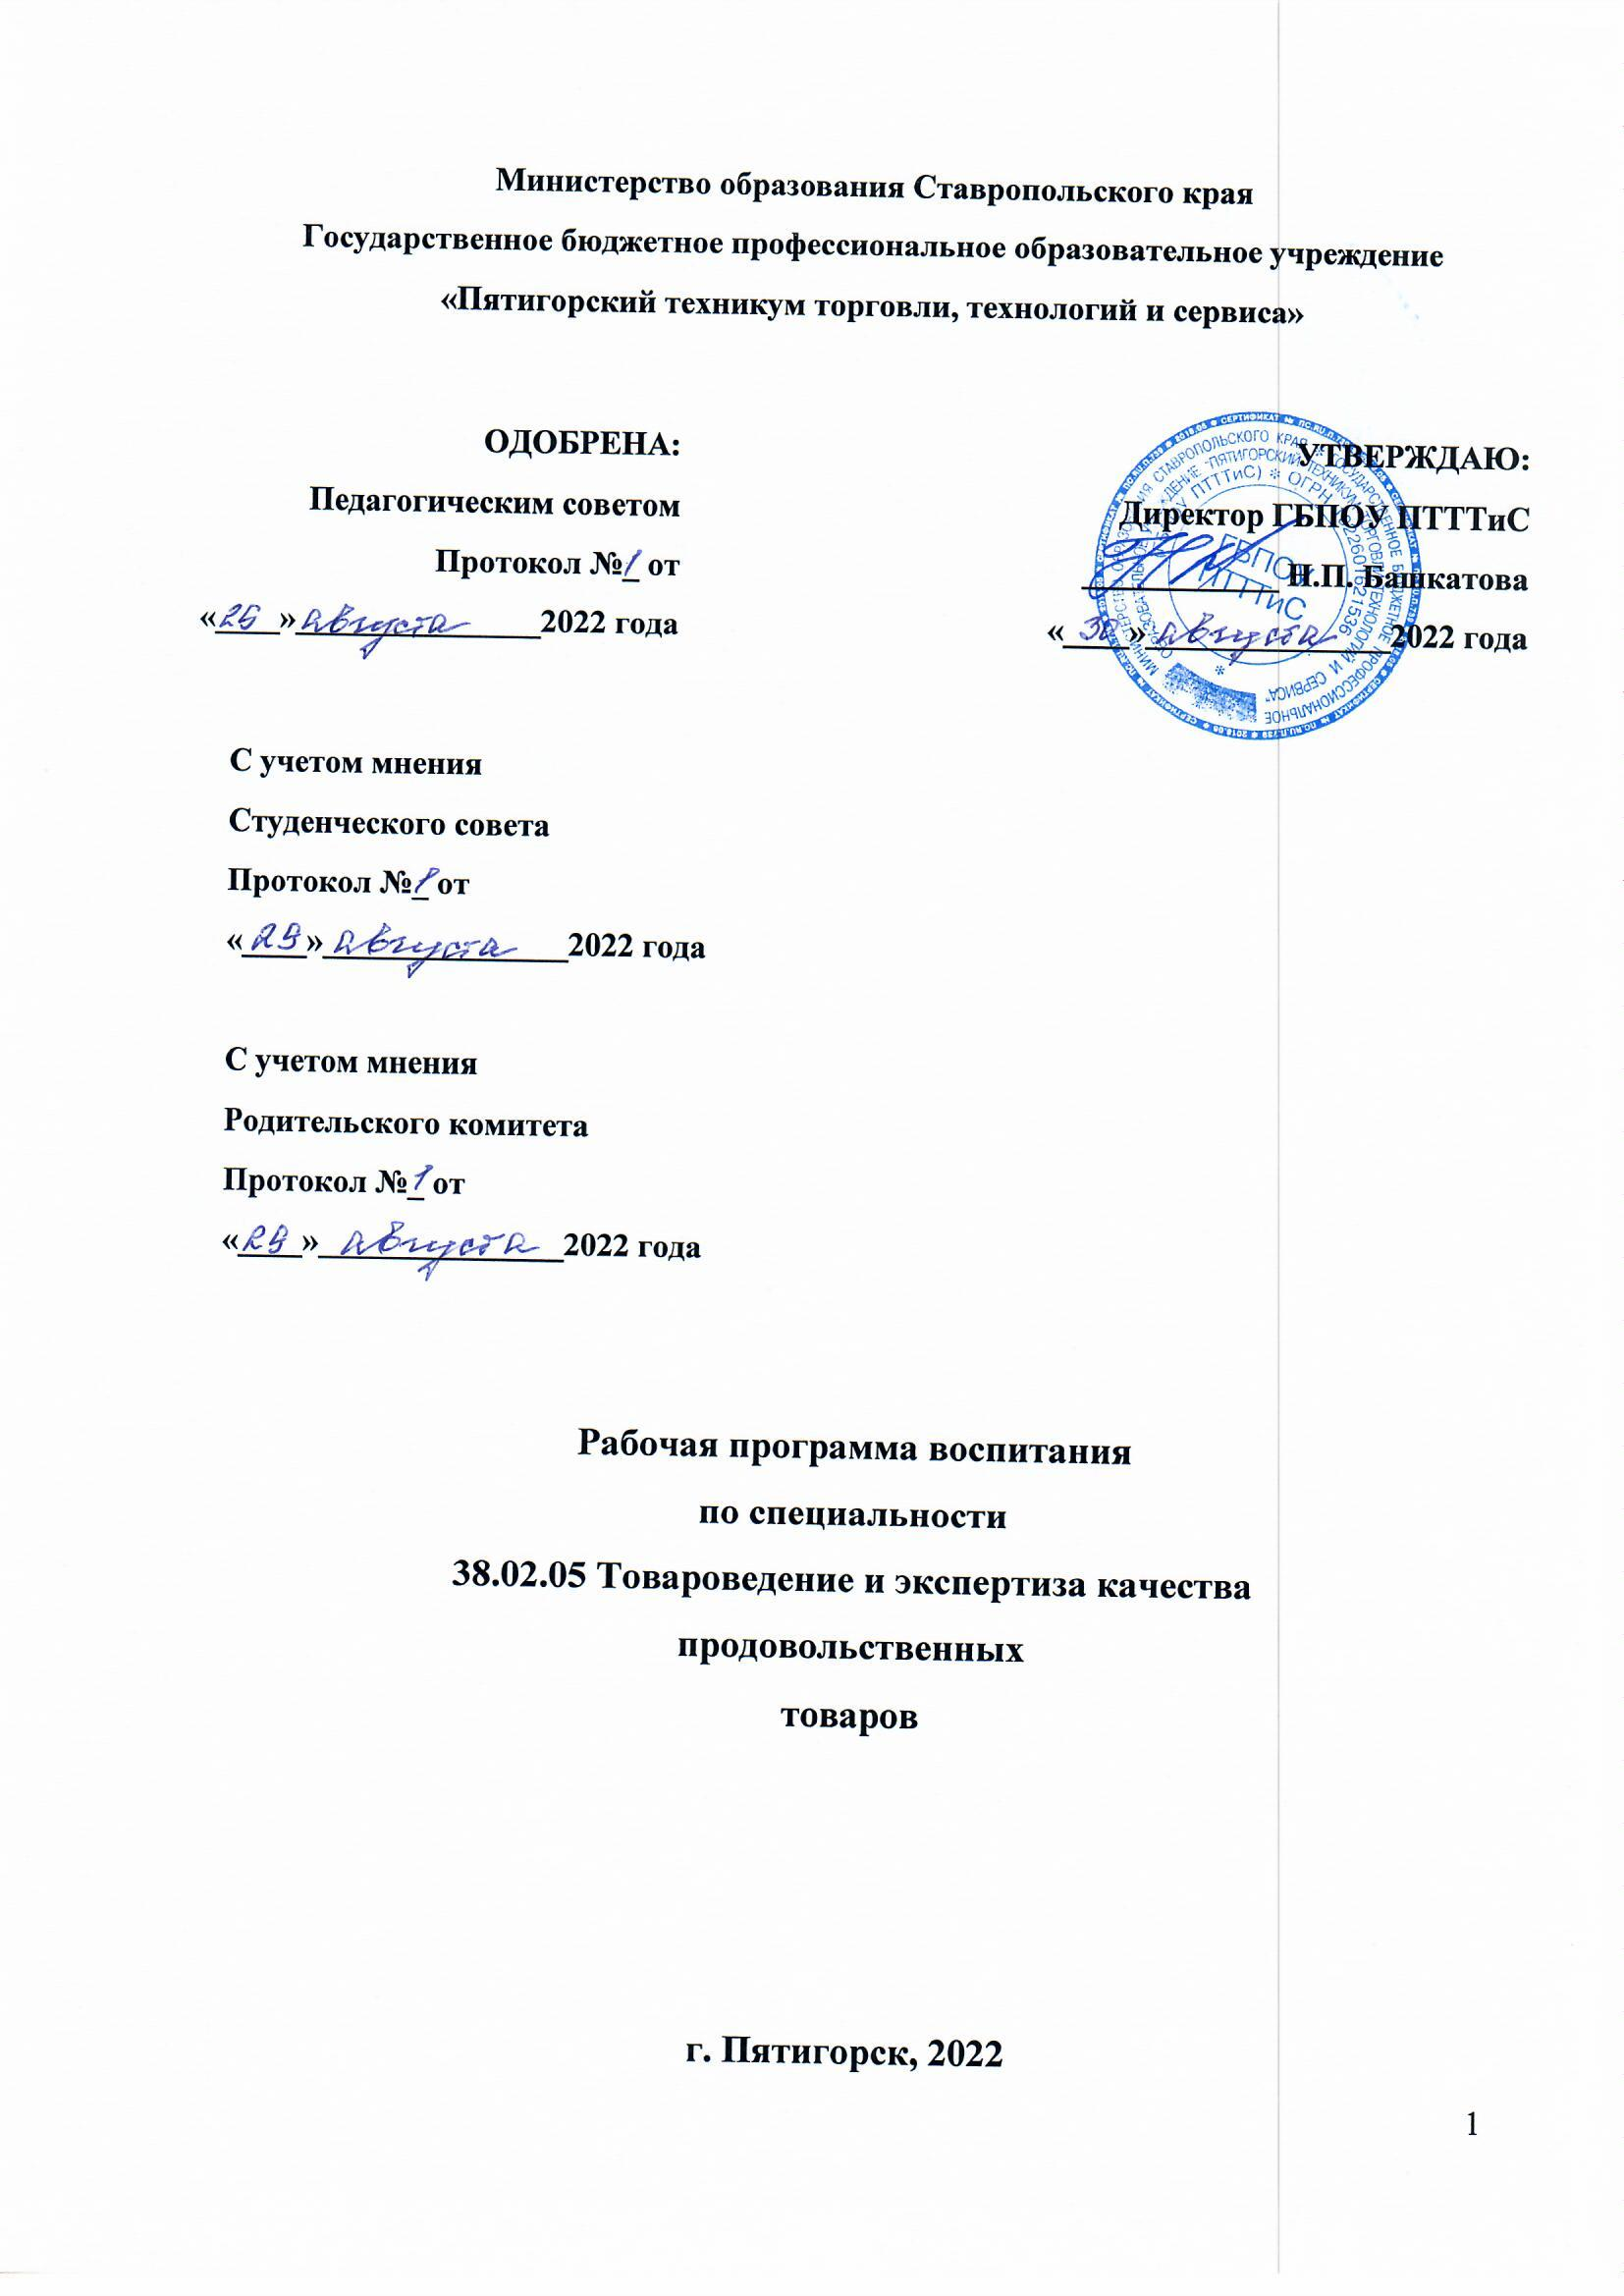 Министерство образования Ставропольского края
Государственное бюджетное профессиональное образовательное учреждение
«Пятигорский техникум торговли, технологий и сервиса»
ОДОБРЕНА:
Педагогическим советом
Протокол №1 от
« » августа 2022 года
УТВЕРЖДАЮ:
Директор ГБПОУ ПТТТиС
Н.П. Башкатова
«30» августа 2022 года
ГБПОУ
ПТТТиС
С учетом мнения
Студенческого совета
Протокол №1 от
«29» августа 2022 года
С учетом мнения
Родительского комитета
Протокол №1 от
«29» августа 2022 года
Рабочая программа воспитания
по специальности
38.02.05 Товароведение и экспертиза качества
продовольственных
товаров
г. Пятигорск, 2022
1